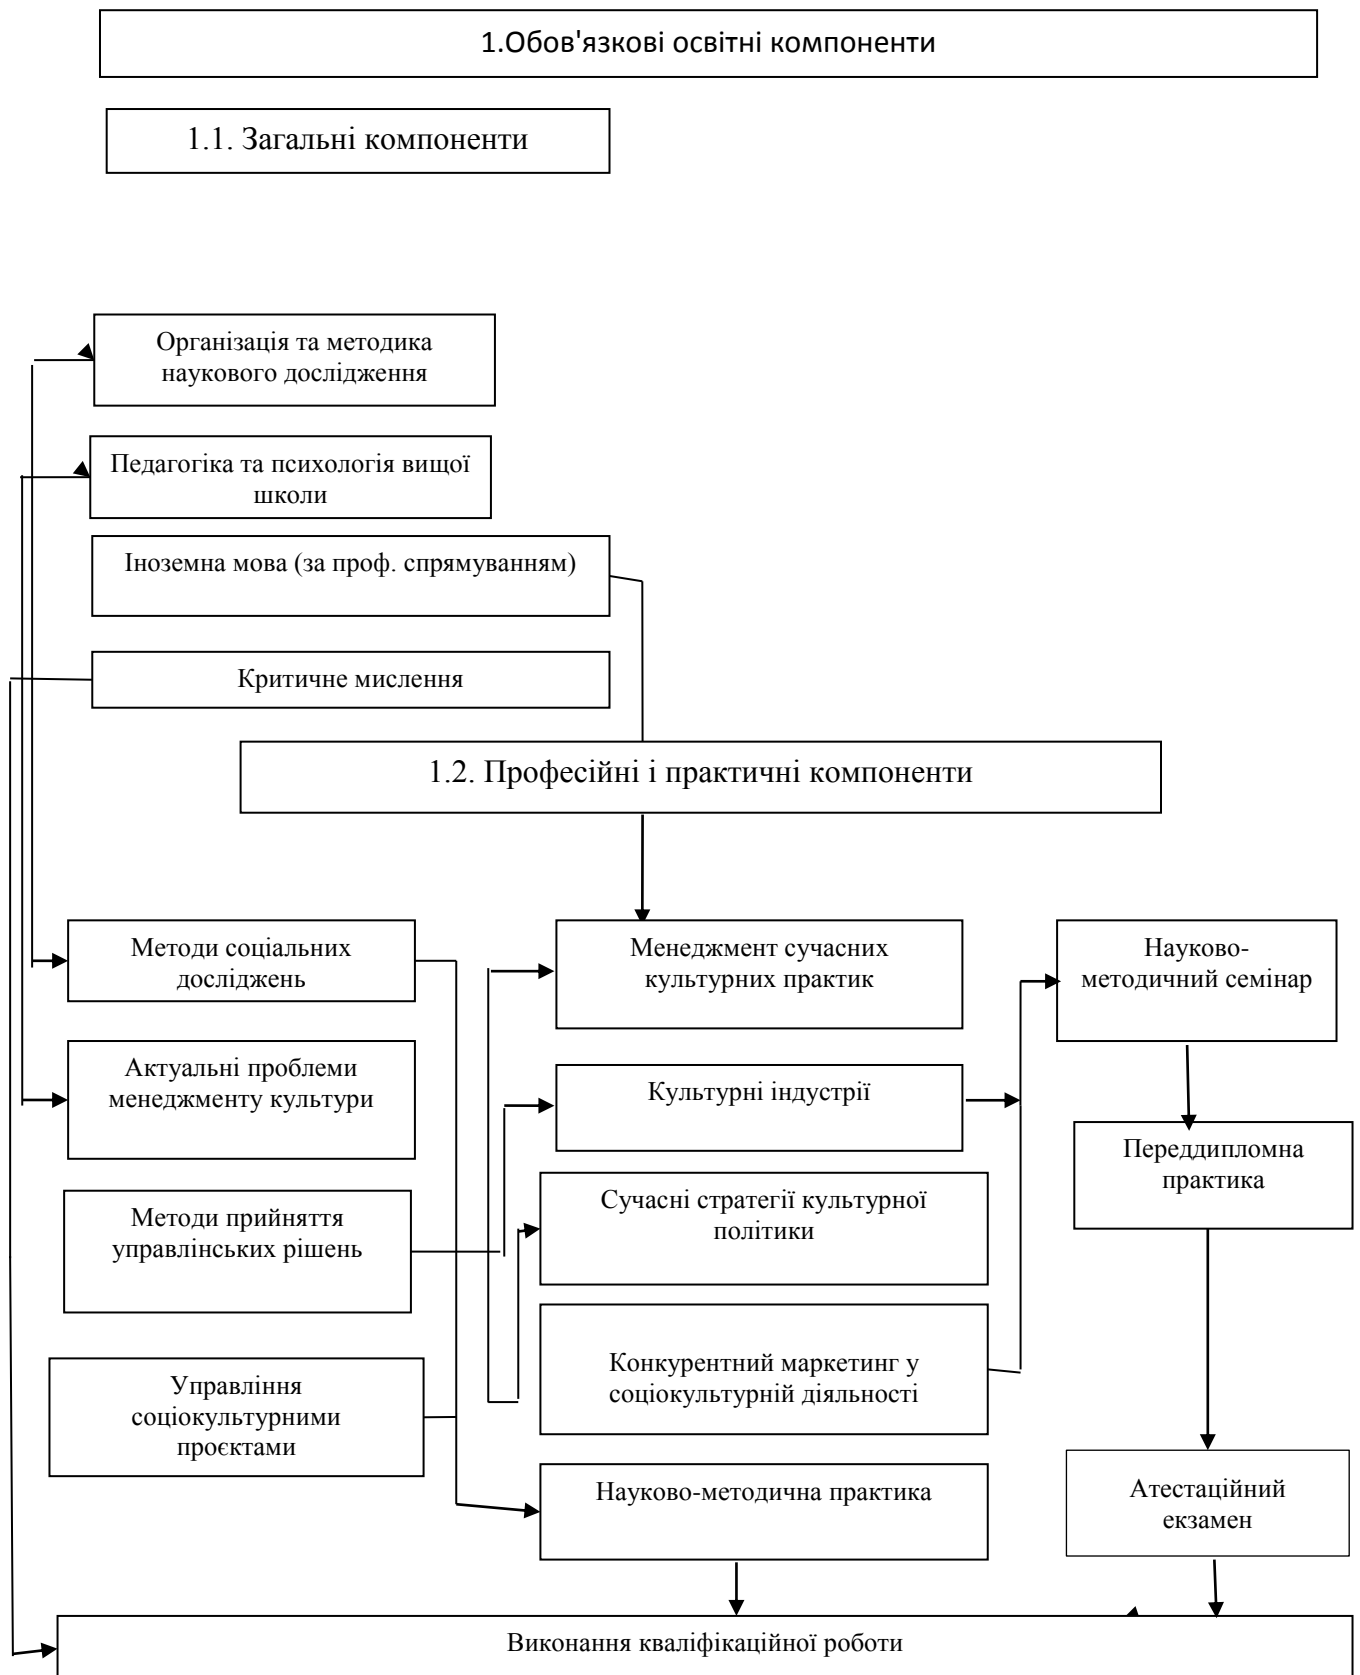 1.Обов'язкові освітні компоненти
1.1. Загальні компоненти
Організація та методика
наукового дослідження
Педагогіка та психологія вищої
школи
Іноземна мова (за проф. спрямуванням)
Критичне мислення
1.2. Професійні і практичні компоненти
Методи соціальних
досліджень
Менеджмент сучасних
культурних практик
Науково-
методичний семінар
Актуальні проблеми
менеджменту культури
Культурні індустрії
Переддипломна
практика
Методи прийняття
управлінських рішень
Сучасні стратегії культурної
політики
Управління
соціокультурними
проєктами
Конкурентний маркетинг у
соціокультурній діяльності
Науково-методична практика
Атестаційний
екзамен
Виконання кваліфікаційної роботи